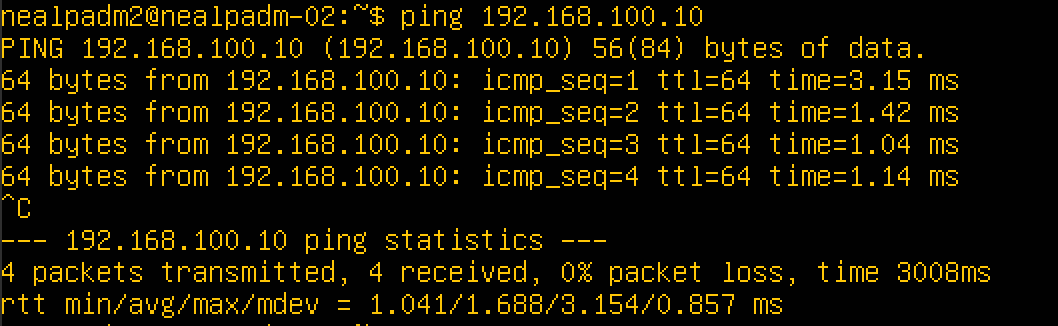 nealpadm2@nealpadm-02:~$ ping 192.168.100.10
PING 192.168.100.10 (192.168.100.10) 56(84) bytes of data.
64 bytes from 192.168.100.10: icmp_seq=1 ttl=64 time=3.15 ms
64 bytes from 192.168.100.10: icmp_seq=2 ttl=64 time=1.42 ms
64 bytes from 192.168.100.10: icmp_seq=3 ttl=64 time=1.04 ms
64 bytes from 192.168.100.10: icmp_seq=4 ttl=64 time=1.14 ms
^C
--- 192.168.100.10 ping statistics ---
4 packets transmitted, 4 received, 0% packet loss, time 3008ms
rtt min/avg/max/mdev = 1.041/1.688/3.154/0.857 ms